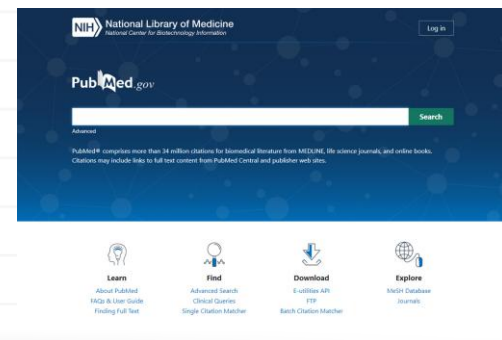 NIH National Library of Medicine
National Center for Biotechnology Information
Log in
PubMed.gov
Search
Advanced
PubMed® comprises more than 34 million citations for biomedical literature from MEDLINE, life science journals, and online books.
Citations may include links to full text content from PubMed Central and publisher web sites.
Learn
About PubMed
FAQs & User Guide
Finding Full Text
Find
Advanced Search
Clinical Queries
Single Citation Matcher
Download
E-utilities API
FTP
Batch Citation Matcher
Explore
MeSH Database
Journals